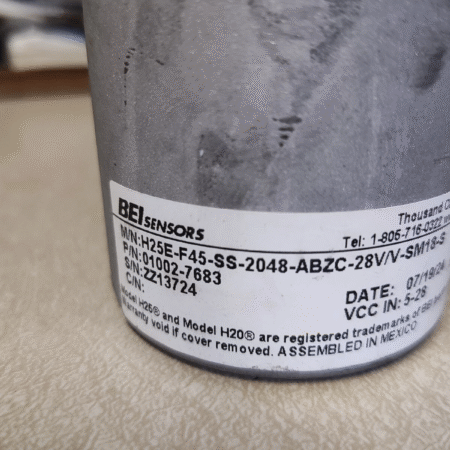 BEI SENSORS
Thousand
Tel: 1-805-716-0322
M/N:H25E-F45-SS-2048-ABZC-28V/V-SM18-S
P/N:01002-7683
S/N:ZZ13724
C/N:
DATE: 07/19/24
VCC IN: 5-28
Model H25® and Model H20® are registered trademarks of BEI
Warranty void if cover removed. ASSEMBLED IN MEXICO